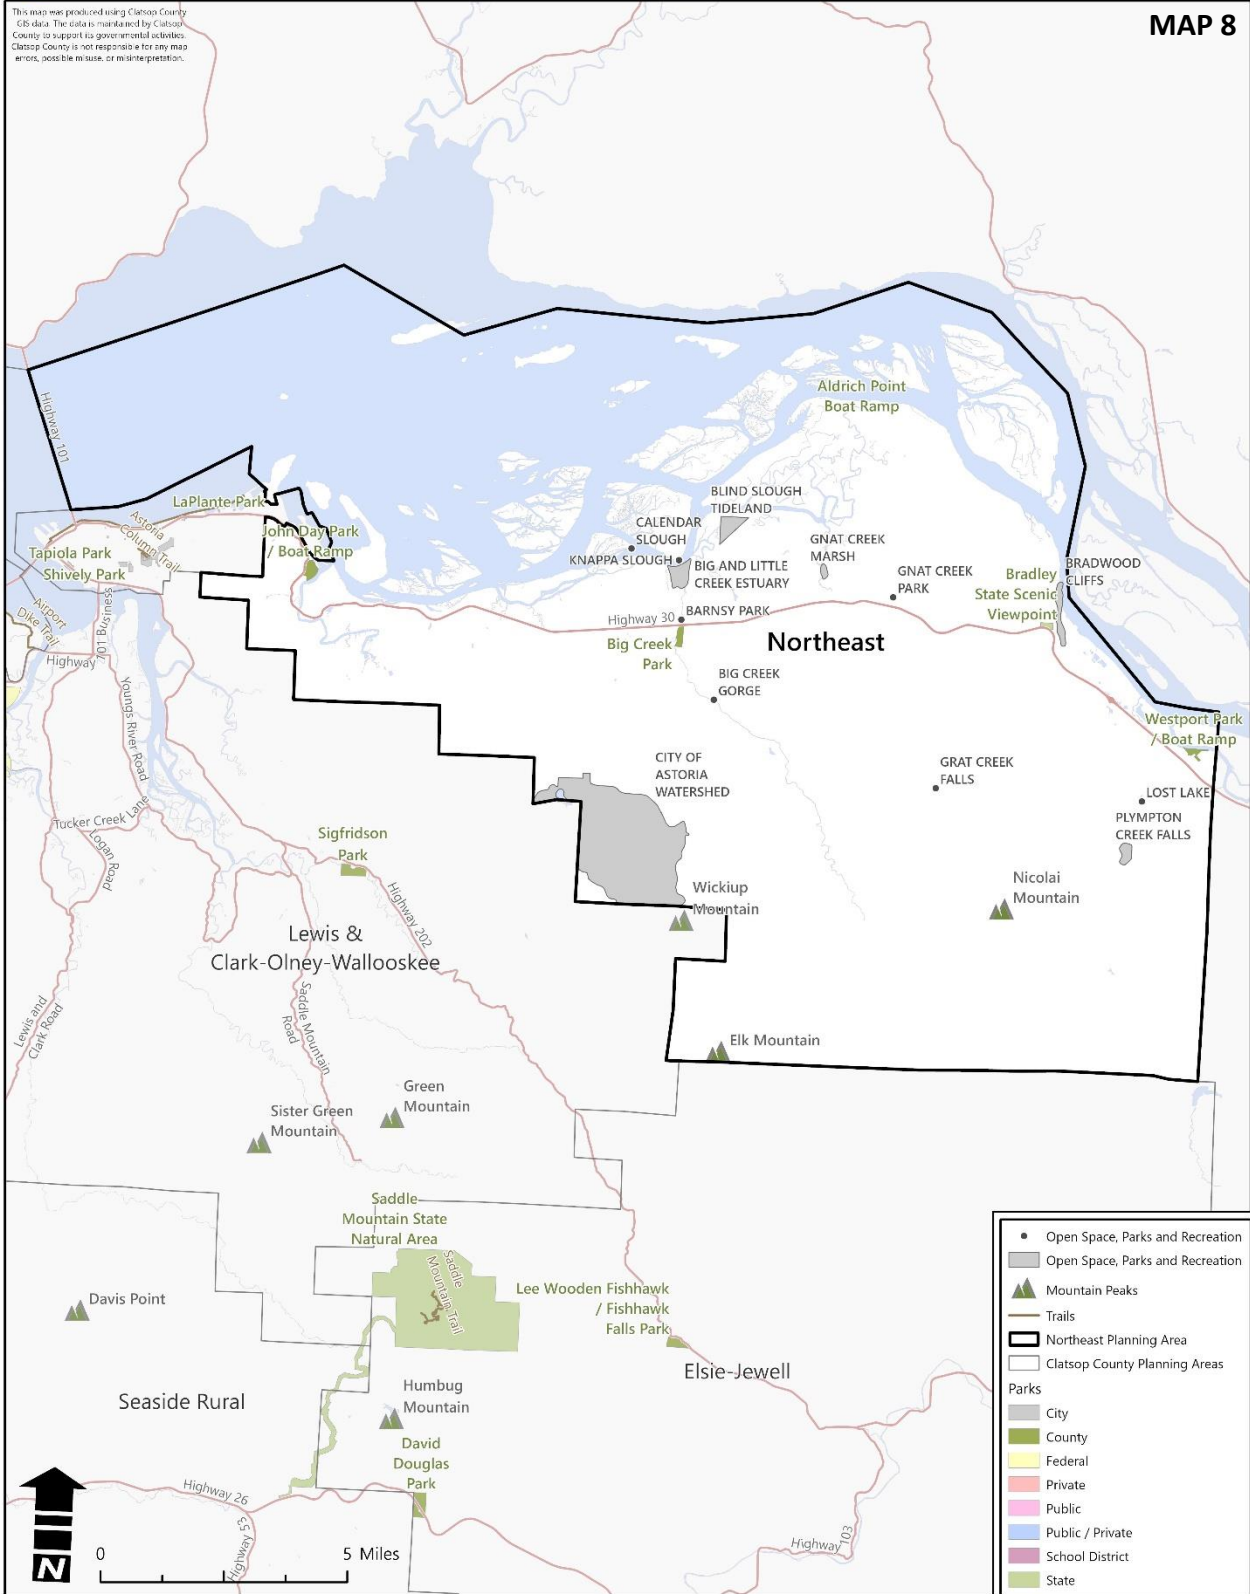 This map was produced using Clatsop County
GIS data. The data is maintained by Clatsop
County to support its governmental activities.
Clatsop County is not responsible for any map
errors, possible misuse, or misinterpretation.
MAP 8
Highway 101
Aldrich Point
Boat Ramp
LaPlante Park
Astoria
Column Trail
John Day Park
/ Boat Ramp
Tapiola Park
Shively Park
Airport
Dike Trail
BLIND SLOUGH
TIDELAND
CALENDAR
SLOUGH
KNAPPA SLOUGH
BIG AND LITTLE
CREEK ESTUARY
GNAT CREEK
MARSH
GNAT CREEK
PARK
Bradley
State Scenic
Viewpoint
BRADWOOD
CLIFFS
Highway 30
BARNSY PARK
Big Creek
Park
Northeast
BIG CREEK
GORGE
Highway
101 Business
Youngs River Road
Westport Park
/ Boat Ramp
CITY OF
ASTORIA
WATERSHED
GRAT CREEK
FALLS
LOST LAKE
PLYMPTON
CREEK FALLS
Tucker Creek Lane
Logan
Road
Sigfridson
Park
Highway 202
Wickiup
Mountain
Nicolai
Mountain
Lewis &
Clark-Olney-Wallooskee
Lewis and
Clark Road
Saddle Mountain
Road
Elk Mountain
Green
Mountain
Sister Green
Mountain
Saddle
Mountain State
Natural Area
Saddle
Mountain Trail
Lee Wooden Fishhawk
/ Fishhawk
Falls Park
Davis Point
Elsie-Jewell
Seaside Rural
Humbug
Mountain
David
Douglas
Park
Highway 26
Highway 53
Highway 103
N
0 5 Miles
Open Space, Parks and Recreation
Open Space, Parks and Recreation
Mountain Peaks
Trails
Northeast Planning Area
Clatsop County Planning Areas
Parks
City
County
Federal
Private
Public
Public / Private
School District
State